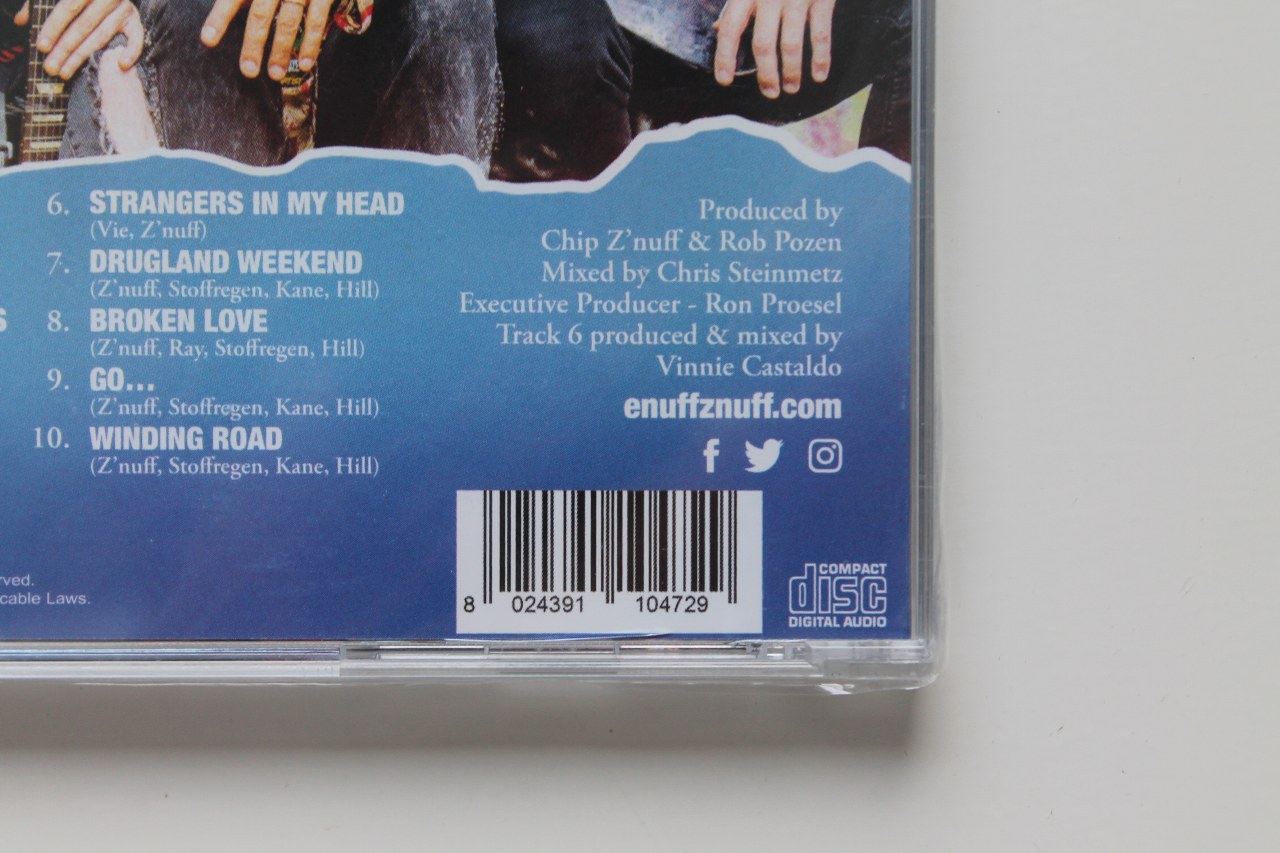 6. STRANGERS IN MY HEAD
(Vie, Z'nuff)
7. DRUGLAND WEEKEND
(Z'nuff, Stoffregen, Kane, Hill)
8. BROKEN LOVE
(Z'nuff, Ray, Stoffregen, Hill)
9. GO...
(Z'nuff, Stoffregen, Kane, Hill)
10. WINDING ROAD
(Z'nuff, Stoffregen, Kane, Hill)
Produced by
Chip Z'nuff & Rob Pozen
Mixed by Chris Steinmetz
Executive Producer - Ron Proesel
Track 6 produced & mixed by
Vinnie Castaldo
enuffznuff.com
8 024391 104729
COMPACT
disc
DIGITAL AUDIO
Laws.